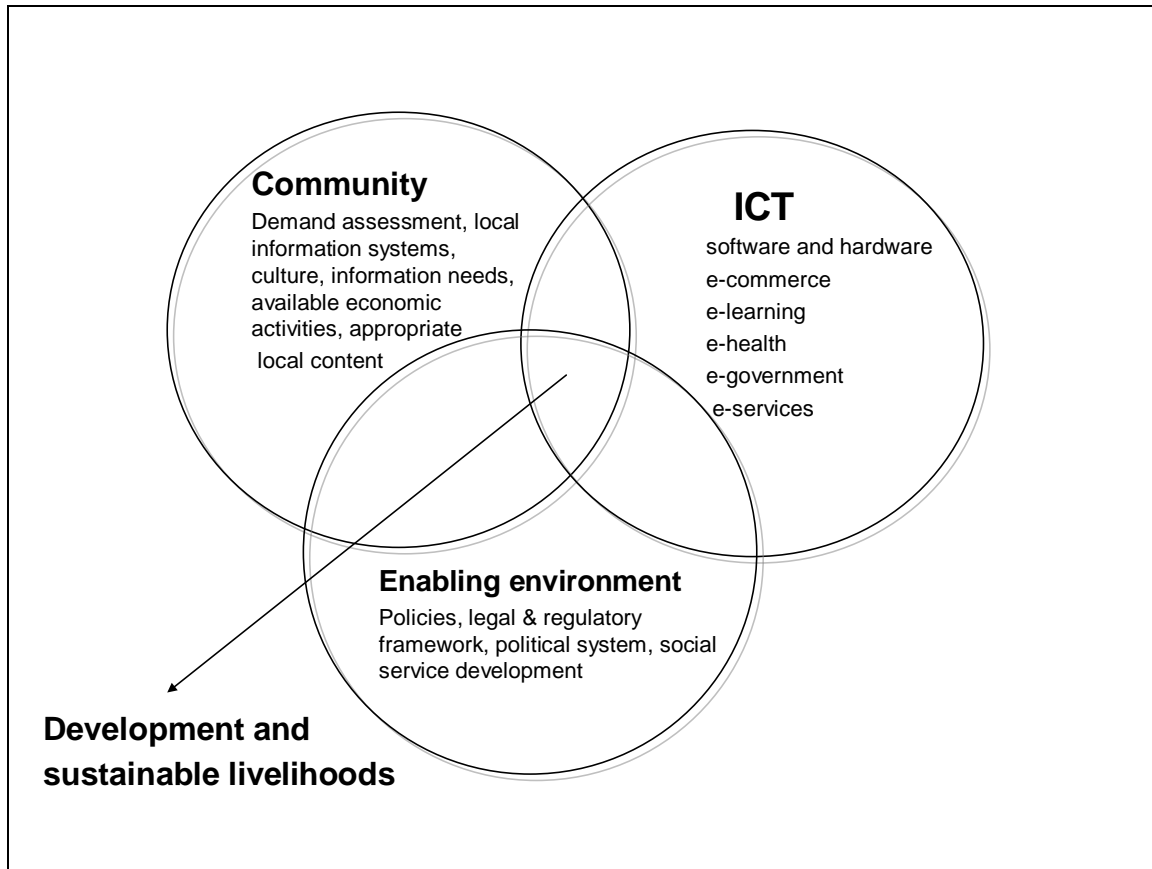 Community
Demand assessment, local
information systems,
culture, information needs,
available economic
activities, appropriate
local content
ICT
software and hardware
e-commerce
e-learning
e-health
e-government
e-services
Enabling environment
Policies, legal & regulatory
framework, political system, social
service development
Development and
sustainable livelihoods